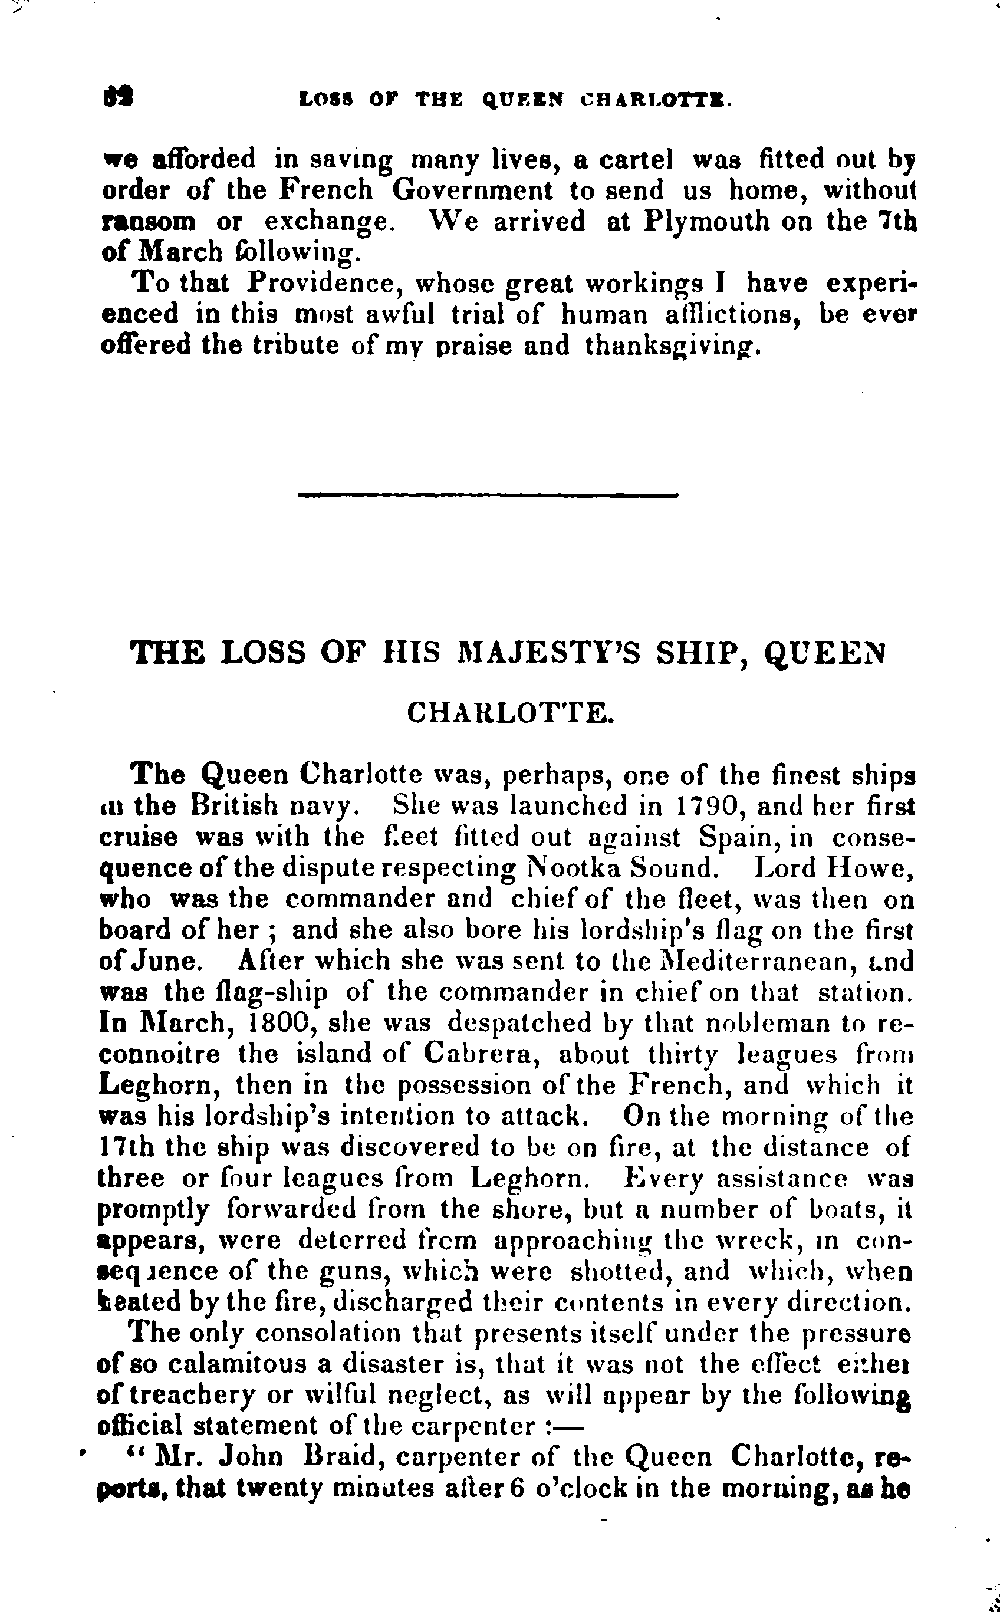 52 LOSS OF THE QUEEN CHARLOTTE.
we afforded in saving many lives, a cartel was fitted out by
order of the French Government to send us home, without
ransom or exchange. We arrived at Plymouth on the 7th
of March following.
To that Providence, whose great workings I have experi-
enced in this most awful trial of human afflictions, be ever
offered the tribute of my praise and thanksgiving.
THE LOSS OF HIS MAJESTY'S SHIP, QUEEN
CHARLOTTE.
The Queen Charlotte was, perhaps, one of the finest ships
in the British navy. She was launched in 1790, and her first
cruise was with the fleet fitted out against Spain, in conse-
quence of the dispute respecting Nootka Sound. Lord Howe,
who was the commander and chief of the fleet, was then on
board of her ; and she also bore his lordship's flag on the first
of June. After which she was sent to the Mediterranean, and
was the flag-ship of the commander in chief on that station.
In March, 1800, she was despatched by that nobleman to re-
connoitre the island of Cabrera, about thirty leagues from
Leghorn, then in the possession of the French, and which it
was his lordship's intention to attack. On the morning of the
17th the ship was discovered to be on fire, at the distance of
three or four leagues from Leghorn. Every assistance was
promptly forwarded from the shore, but a number of boats, it
appears, were deterred from approaching the wreck, in con-
sequence of the guns, which were shotted, and which, when
heated by the fire, discharged their contents in every direction.
The only consolation that presents itself under the pressure
of so calamitous a disaster is, that it was not the effect either
of treachery or wilful neglect, as will appear by the following
official statement of the carpenter :—
“ Mr. John Braid, carpenter of the Queen Charlotte, re-
ports, that twenty minutes after 6 o'clock in the morning, as he